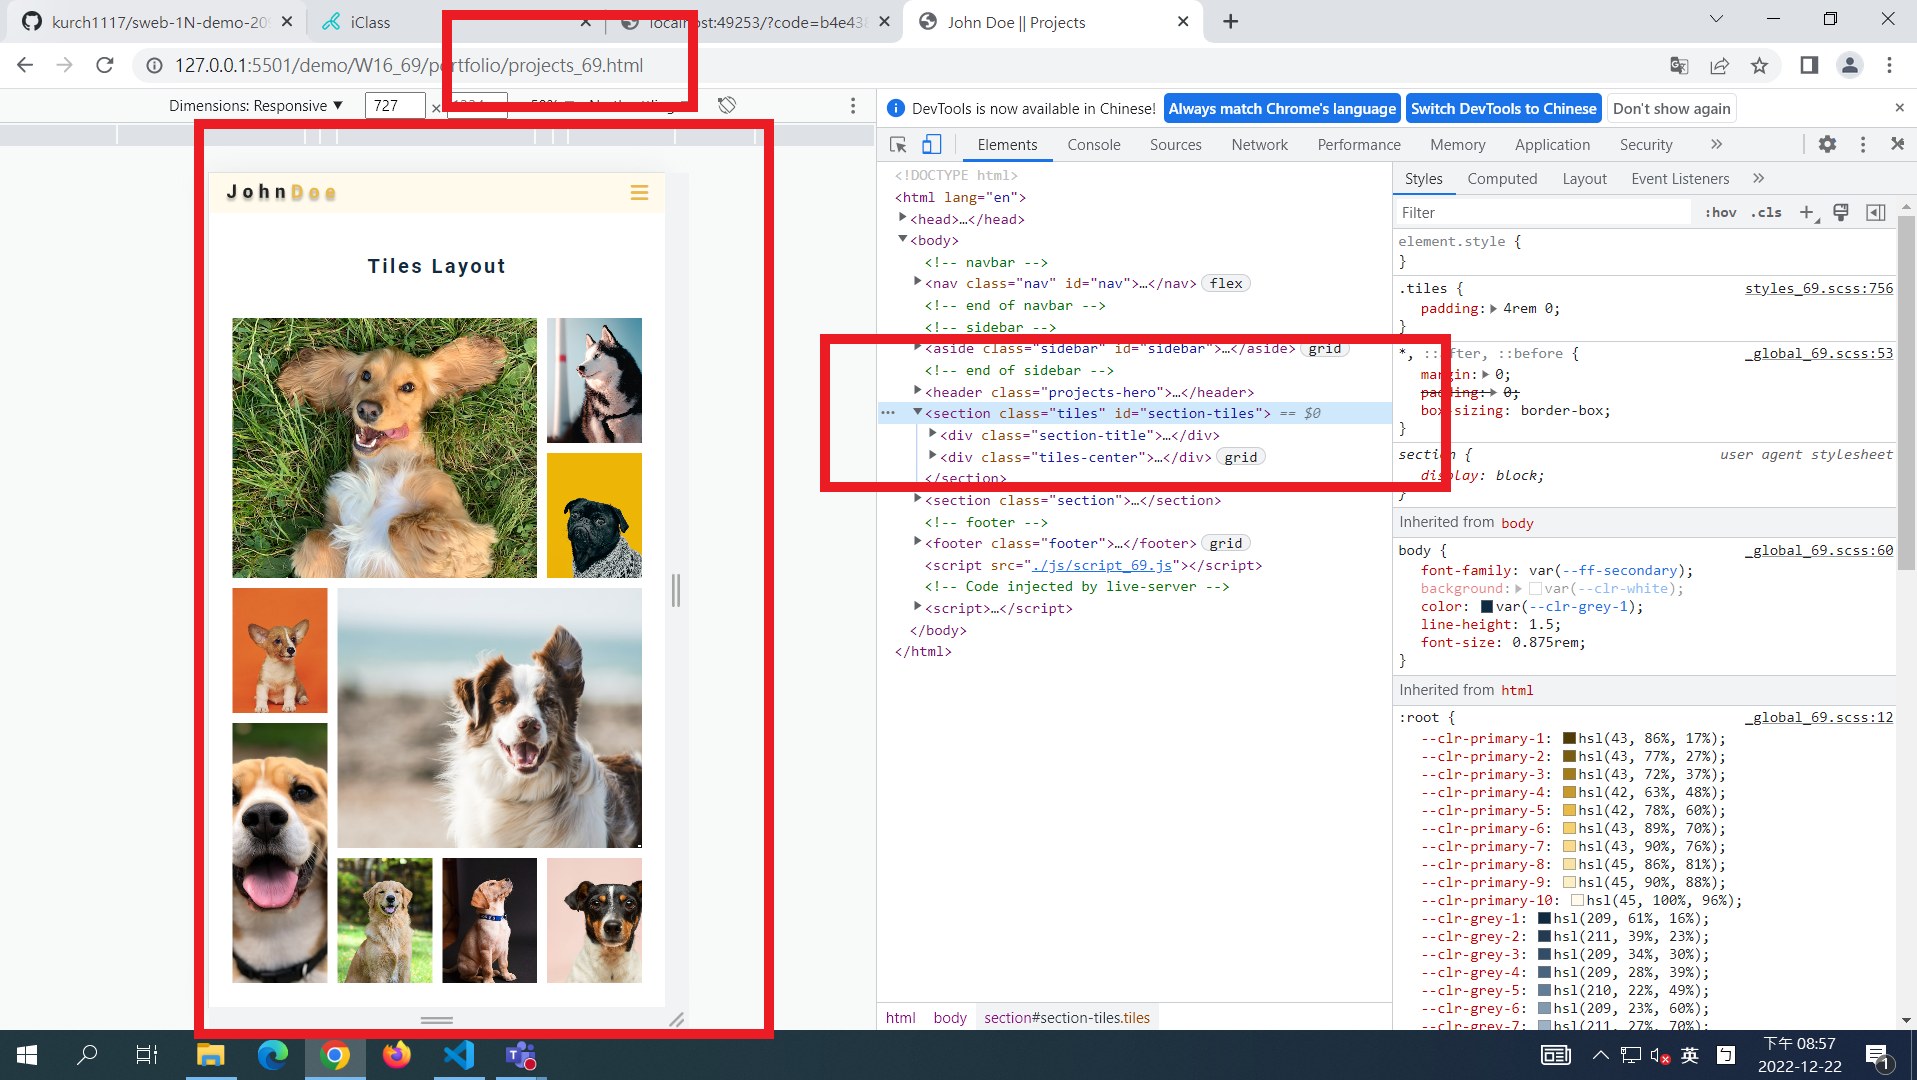 kurch1117/sweb-1N-demo-209
iClass
localhost:49253/?code=b4e438
John Doe || Projects
127.0.0.1:5501/demo/W16_69/portfolio/projects_69.html
Dimensions: Responsive ▼ 727 ×
DevTools is now available in Chinese! Always match Chrome's language Switch DevTools to Chinese Don't show again
Elements Console Sources Network Performance Memory Application Security »
JohnDoe
Tiles Layout
<!DOCTYPE html>
<html lang="en">
<head>…</head>
<body>
<!-- navbar -->
<nav class="nav" id="nav">…</nav> flex
<!-- end of navbar -->
<!-- sidebar -->
<aside class="sidebar" id="sidebar">…</aside> grid
<!-- end of sidebar -->
<header class="projects-hero">…</header>
<section class="tiles" id="section-tiles"> == $0
<div class="section-title">…</div>
<div class="tiles-center">…</div> grid
</section>
<section class="section">…</section>
<!-- footer -->
<footer class="footer">…</footer> grid
<script src="./js/script_69.js"></script>
<!-- Code injected by live-server -->
<script>…</script>
</body>
</html>
html body section#section-tiles.tiles
Styles Computed Layout Event Listeners »
Filter :hov .cls
element.style {
}
.tiles { styles_69.scss:756
padding: 4rem 0;
}
*, ::after, ::before { _global_69.scss:53
margin: 0;
padding: 0;
box-sizing: border-box;
}
section { user agent stylesheet
display: block;
}
Inherited from body
body { _global_69.scss:60
font-family: var(--ff-secondary);
background: var(--clr-white);
color: var(--clr-grey-1);
line-height: 1.5;
font-size: 0.875rem;
}
Inherited from html
:root { _global_69.scss:12
--clr-primary-1: hsl(43, 86%, 17%);
--clr-primary-2: hsl(43, 77%, 27%);
--clr-primary-3: hsl(43, 72%, 37%);
--clr-primary-4: hsl(42, 63%, 48%);
--clr-primary-5: hsl(42, 78%, 60%);
--clr-primary-6: hsl(43, 89%, 70%);
--clr-primary-7: hsl(43, 90%, 76%);
--clr-primary-8: hsl(45, 86%, 81%);
--clr-primary-9: hsl(45, 90%, 88%);
--clr-primary-10: hsl(45, 100%, 96%);
--clr-grey-1: hsl(209, 61%, 16%);
--clr-grey-2: hsl(211, 39%, 23%);
--clr-grey-3: hsl(209, 34%, 30%);
--clr-grey-4: hsl(209, 28%, 39%);
--clr-grey-5: hsl(210, 22%, 49%);
--clr-grey-6: hsl(209, 23%, 60%);
--clr-grey-7: hsl(211, 27%, 70%);
英
下午 08:57
2022-12-22
1